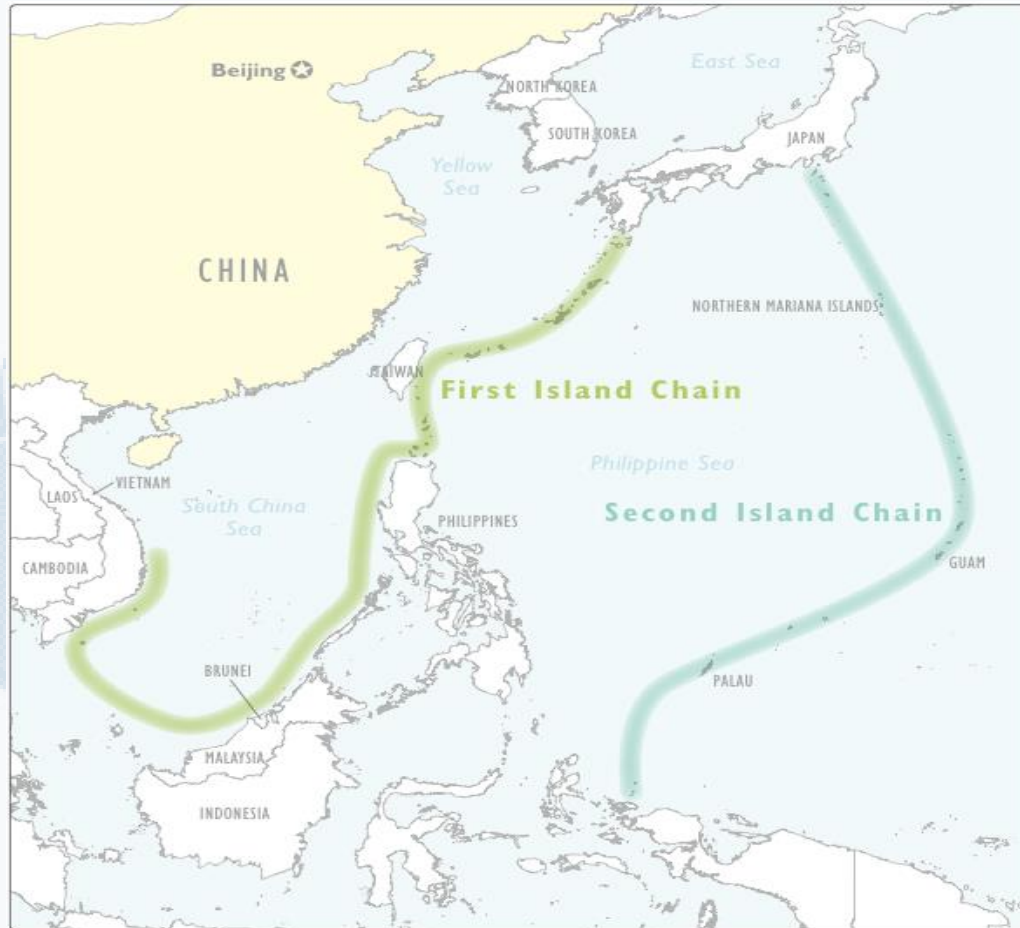 East Sea
Beijing
NORTH KOREA
SOUTH KOREA
JAPAN
Yellow
Sea
CHINA
NORTHERN MARIANA ISLANDS
TAIWAN
First Island Chain
Philippine Sea
LAOS
VIETNAM
South China
Sea
PHILIPPINES
Second Island Chain
CAMBODIA
GUAM
BRUNEI
PALAU
MALAYSIA
INDONESIA